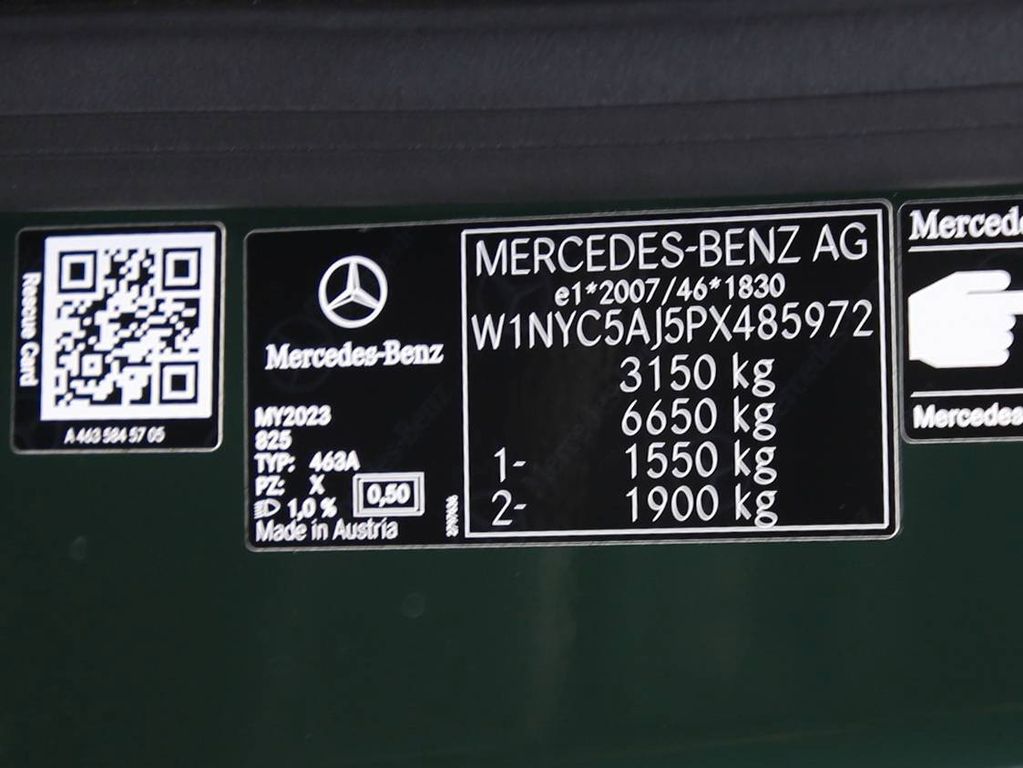 Rescue Card
A 463 584 57 05
Mercedes-Benz
MY2023
825
TYP: 463A
PZ: X
1,0 % 0,50
Made in Austria
MERCEDES-BENZ AG
e1*2007/46*1830
W1NYC5AJ5PX485972
3150 kg
6650 kg
1- 1550 kg
2- 1900 kg
Mercedes
Mercedes